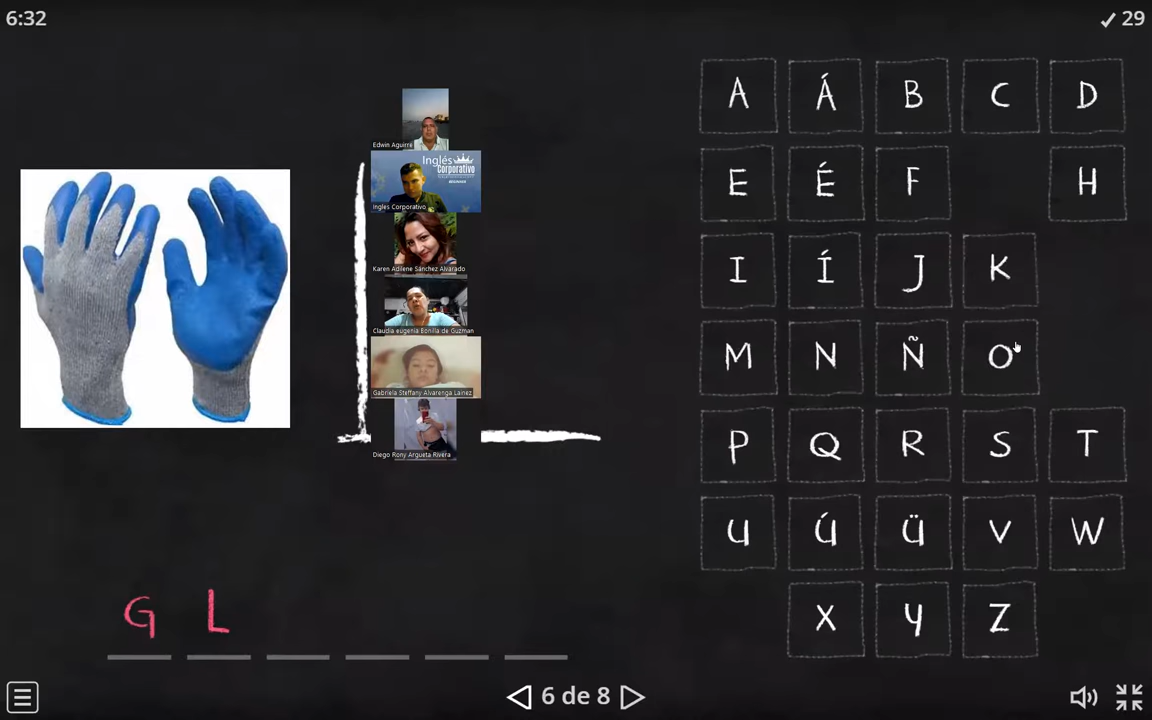 6:32
29
Edwin Aguirre
Inglés
Corporativo
Ingles Corporativo
Karen Adilene Sánchez Alvarado
Claudia eugenia Bonilla de Guzman
Gabriela Steffany Alvarenga Lainez
Diego Rony Argueta Rivera
A Á B C D
E É F H
I Í J K
M N Ñ O
P Q R S T
U Ú Ü V W
X Y Z
G L
6 de 8